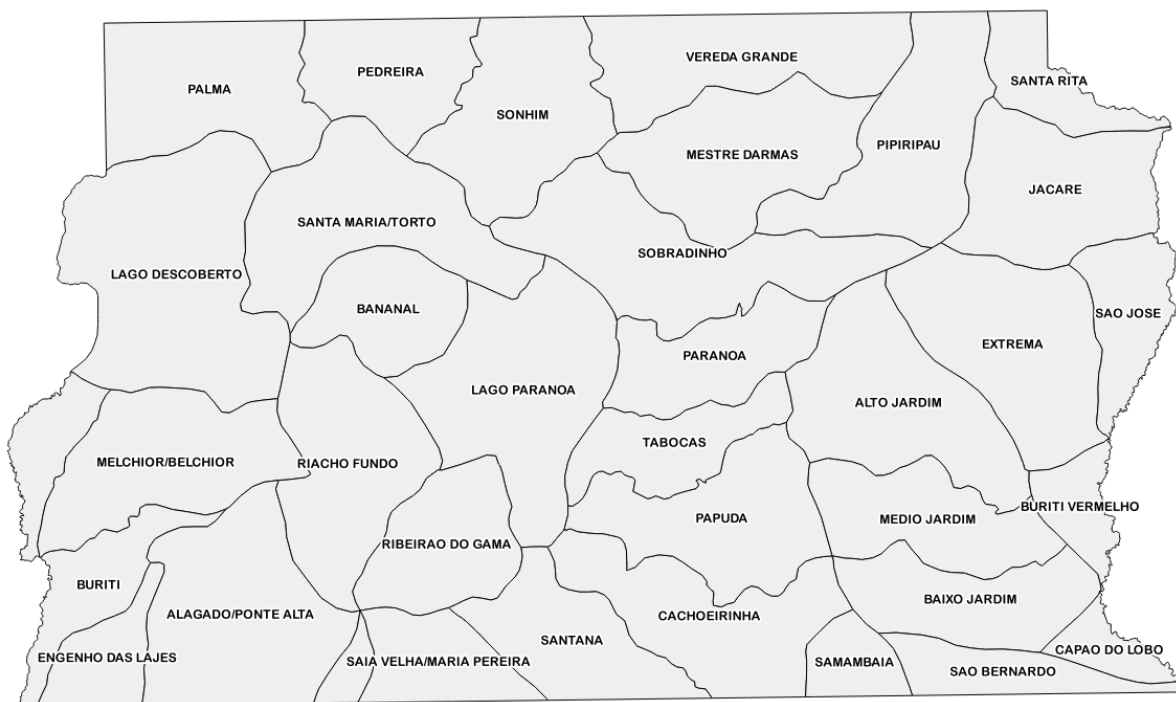 VEREDA GRANDE
PEDREIRA
SANTA RITA
PALMA
SONHIM
PIPIRIPAU
MESTRE DARMAS
JACARE
SANTA MARIA/TORTO
SOBRADINHO
LAGO DESCOBERTO
BANANAL
SAO JOSE
EXTREMA
PARANOA
LAGO PARANOA
ALTO JARDIM
TABOCAS
MELCHIOR/BELCHIOR
RIACHO FUNDO
BURITI VERMELHO
PAPUDA
MEDIO JARDIM
RIBEIRAO DO GAMA
BURITI
BAIXO JARDIM
ALAGADO/PONTE ALTA
CACHOEIRINHA
SANTANA
CAPAO DO LOBO
ENGENHO DAS LAJES
SAIA VELHA/MARIA PEREIRA
SAMAMBAIA
SAO BERNARDO